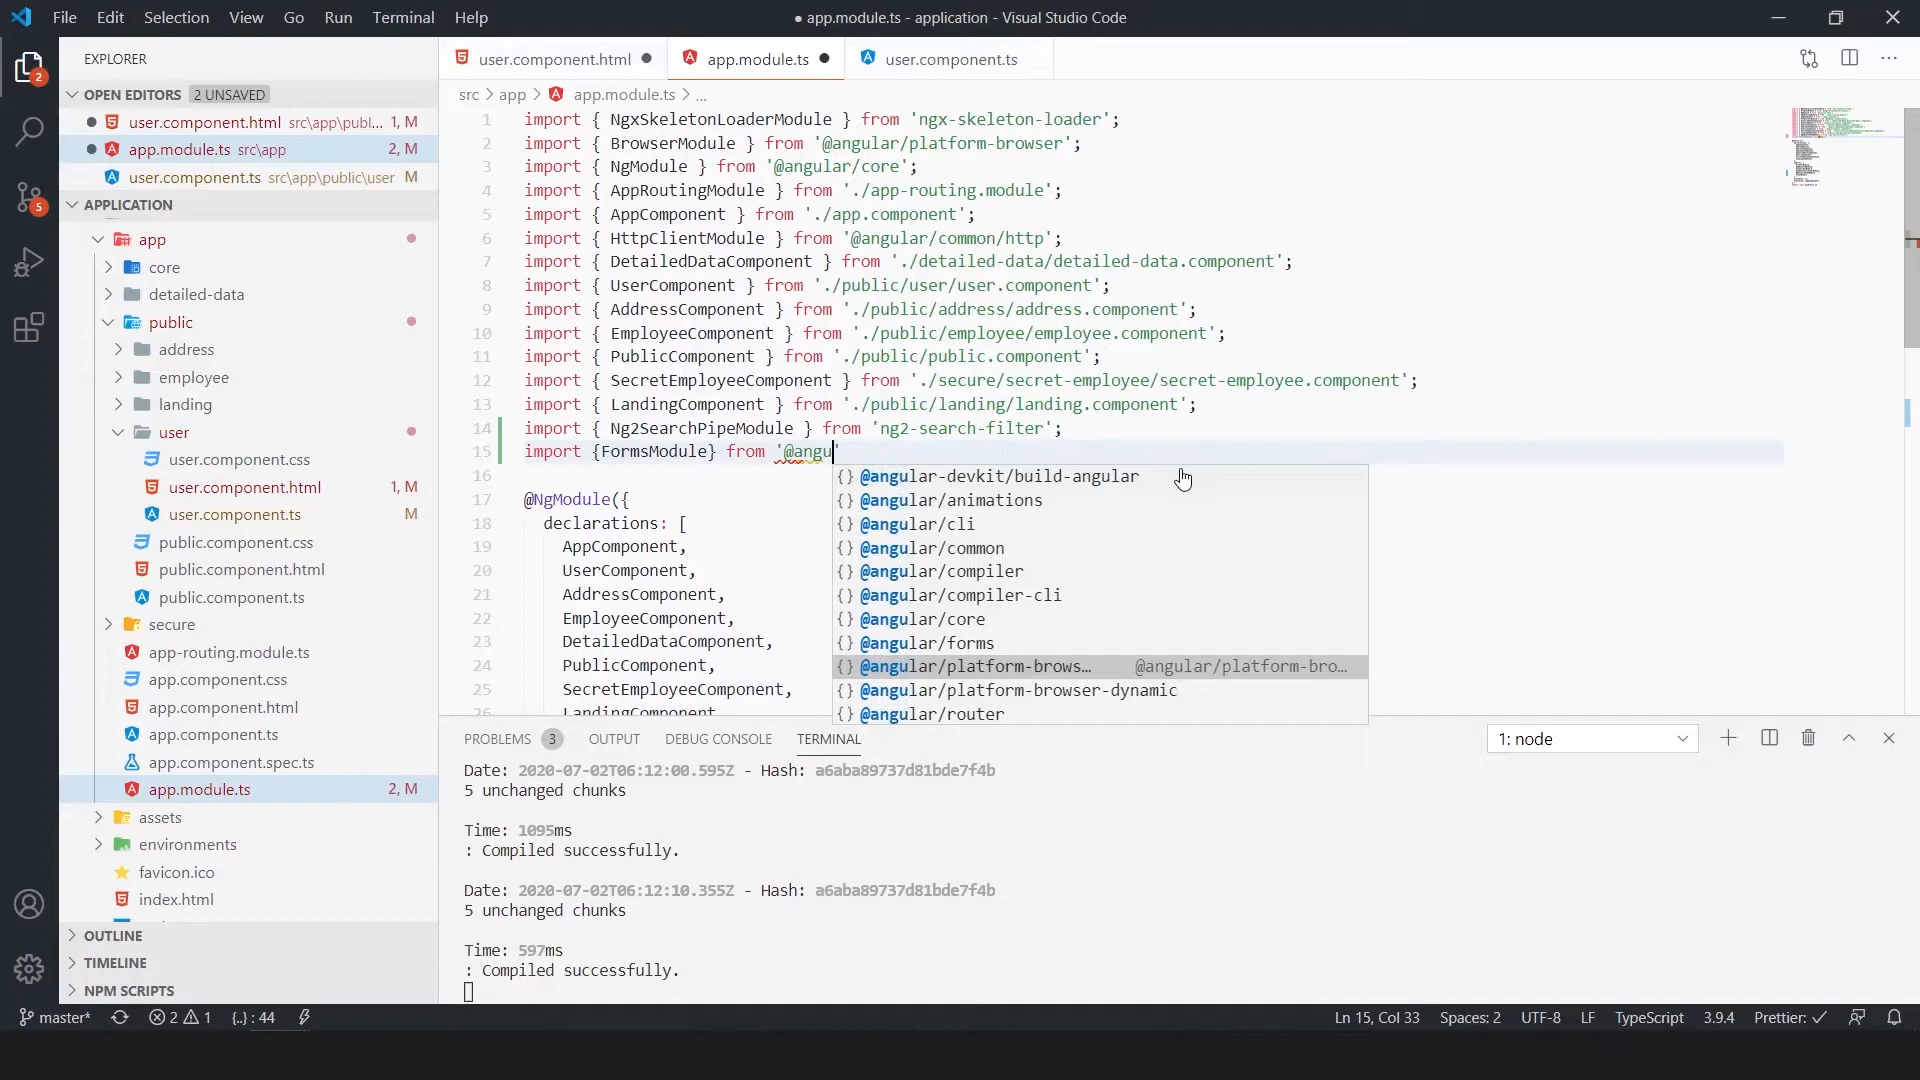 File Edit Selection View Go Run Terminal Help
● app.module.ts - application - Visual Studio Code
EXPLORER
OPEN EDITORS 2 UNSAVED
user.component.html src\app\publ... 1, M
app.module.ts src\app 2, M
user.component.ts src\app\public\user M
APPLICATION
app
core
detailed-data
public
address
employee
landing
user
user.component.css
user.component.html 1, M
user.component.ts M
public.component.css
public.component.html
public.component.ts
secure
app-routing.module.ts
app.component.css
app.component.html
app.component.ts
app.component.spec.ts
app.module.ts 2, M
assets
environments
favicon.ico
index.html
OUTLINE
TIMELINE
NPM SCRIPTS
2
5
user.component.html app.module.ts user.component.ts
src > app > app.module.ts > ...
1 import { NgxSkeletonLoaderModule } from 'ngx-skeleton-loader';
2 import { BrowserModule } from '@angular/platform-browser';
3 import { NgModule } from '@angular/core';
4 import { AppRoutingModule } from './app-routing.module';
5 import { AppComponent } from './app.component';
6 import { HttpClientModule } from '@angular/common/http';
7 import { DetailedDataComponent } from './detailed-data/detailed-data.component';
8 import { UserComponent } from './public/user/user.component';
9 import { AddressComponent } from './public/address/address.component';
10 import { EmployeeComponent } from './public/employee/employee.component';
11 import { PublicComponent } from './public/public.component';
12 import { SecretEmployeeComponent } from './secure/secret-employee/secret-employee.component';
13 import { LandingComponent } from './public/landing/landing.component';
14 import { Ng2SearchPipeModule } from 'ng2-search-filter';
15 import {FormsModule} from '@angu'
16
17 @NgModule({
18 declarations: [
19 AppComponent,
20 UserComponent,
21 AddressComponent,
22 EmployeeComponent,
23 DetailedDataComponent,
24 PublicComponent,
25 SecretEmployeeComponent,
26 LandingComponent
{} @angular-devkit/build-angular
{} @angular/animations
{} @angular/cli
{} @angular/common
{} @angular/compiler
{} @angular/compiler-cli
{} @angular/core
{} @angular/forms
{} @angular/platform-brows... @angular/platform-bro...
{} @angular/platform-browser-dynamic
{} @angular/router
PROBLEMS 3 OUTPUT DEBUG CONSOLE TERMINAL 1: node
Date: 2020-07-02T06:12:00.595Z - Hash: a6aba89737d81bde7f4b
5 unchanged chunks
Time: 1095ms
: Compiled successfully.
Date: 2020-07-02T06:12:10.355Z - Hash: a6aba89737d81bde7f4b
5 unchanged chunks
Time: 597ms
: Compiled successfully.
master* 2 1 {..} : 44 Ln 15, Col 33 Spaces: 2 UTF-8 LF TypeScript 3.9.4 Prettier: ✓